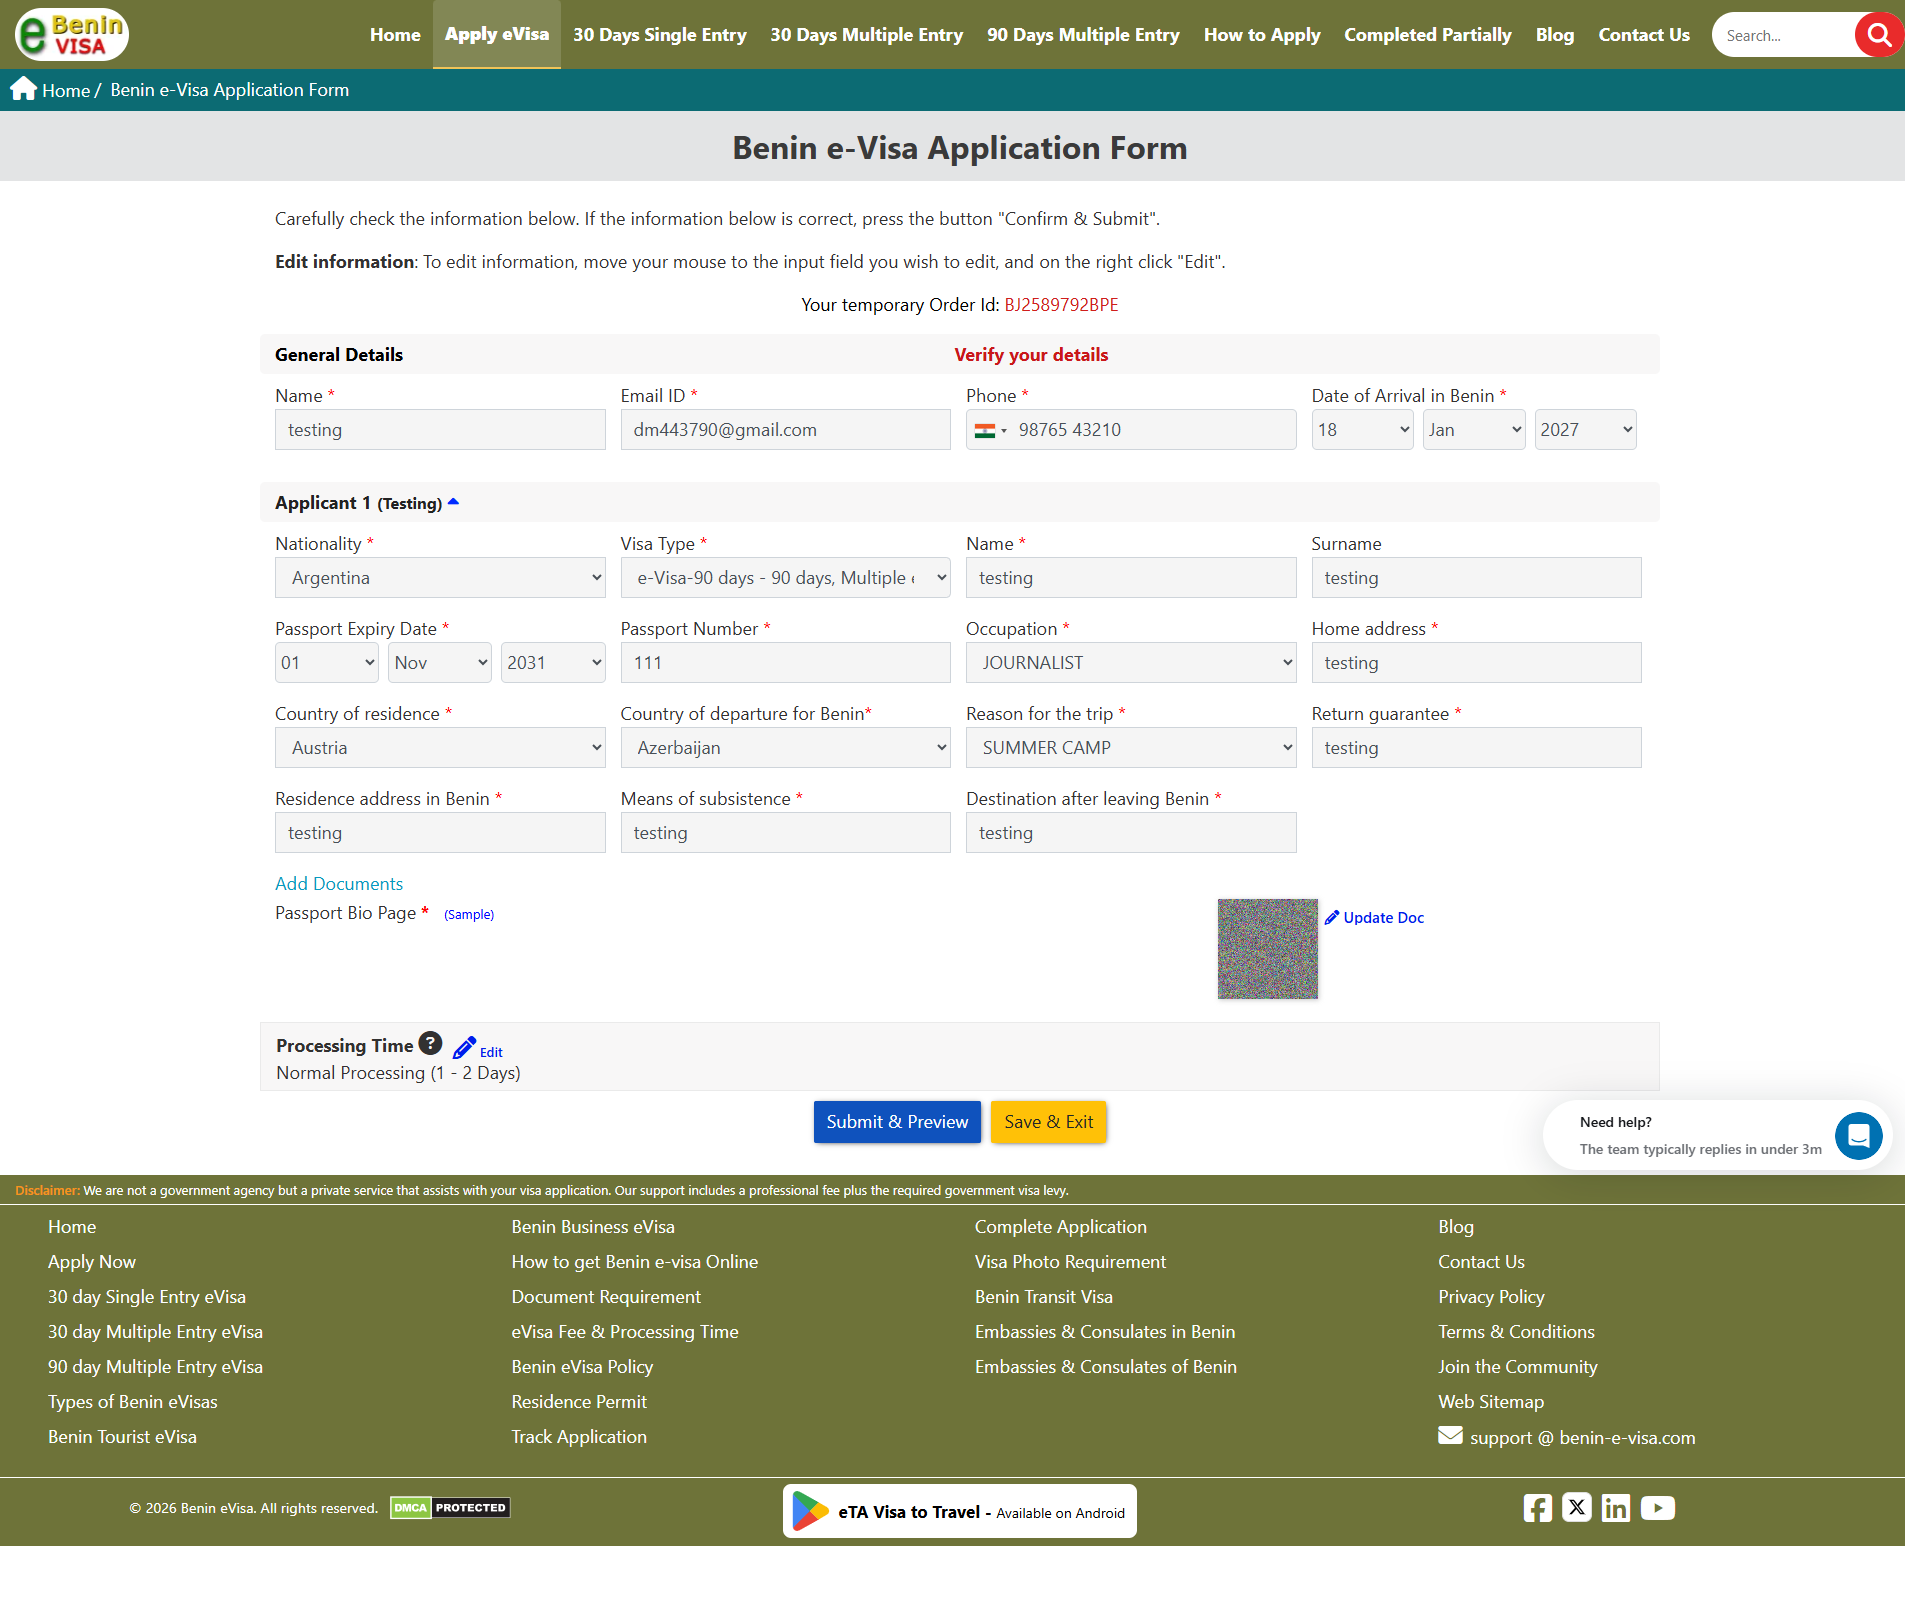 e Benin VISA
Home Apply eVisa 30 Days Single Entry 30 Days Multiple Entry 90 Days Multiple Entry How to Apply Completed Partially Blog Contact Us Search...
Home / Benin e-Visa Application Form
Benin e-Visa Application Form
Carefully check the information below. If the information below is correct, press the button "Confirm & Submit".
Edit information: To edit information, move your mouse to the input field you wish to edit, and on the right click "Edit".
Your temporary Order Id: BJ2589792BPE
General Details Verify your details
Name * Email ID * Phone * Date of Arrival in Benin *
testing dm443790@gmail.com 98765 43210 18 Jan 2027
Applicant 1 (Testing)
Nationality * Visa Type * Name * Surname
Argentina e-Visa-90 days - 90 days, Multiple testing testing
Passport Expiry Date * Passport Number * Occupation * Home address *
01 Nov 2031 111 JOURNALIST testing
Country of residence * Country of departure for Benin* Reason for the trip * Return guarantee *
Austria Azerbaijan SUMMER CAMP testing
Residence address in Benin * Means of subsistence * Destination after leaving Benin *
testing testing testing
Add Documents
Passport Bio Page * (Sample) Update Doc
Processing Time ? Edit
Normal Processing (1 - 2 Days)
Submit & Preview Save & Exit
Need help?
The team typically replies in under 3m
Disclaimer: We are not a government agency but a private service that assists with your visa application. Our support includes a professional fee plus the required government visa levy.
Home Benin Business eVisa Complete Application Blog
Apply Now How to get Benin e-visa Online Visa Photo Requirement Contact Us
30 day Single Entry eVisa Document Requirement Benin Transit Visa Privacy Policy
30 day Multiple Entry eVisa eVisa Fee & Processing Time Embassies & Consulates in Benin Terms & Conditions
90 day Multiple Entry eVisa Benin eVisa Policy Embassies & Consulates of Benin Join the Community
Types of Benin eVisas Residence Permit Web Sitemap
Benin Tourist eVisa Track Application support @ benin-e-visa.com
© 2026 Benin eVisa. All rights reserved. DMCA PROTECTED eTA Visa to Travel - Available on Android